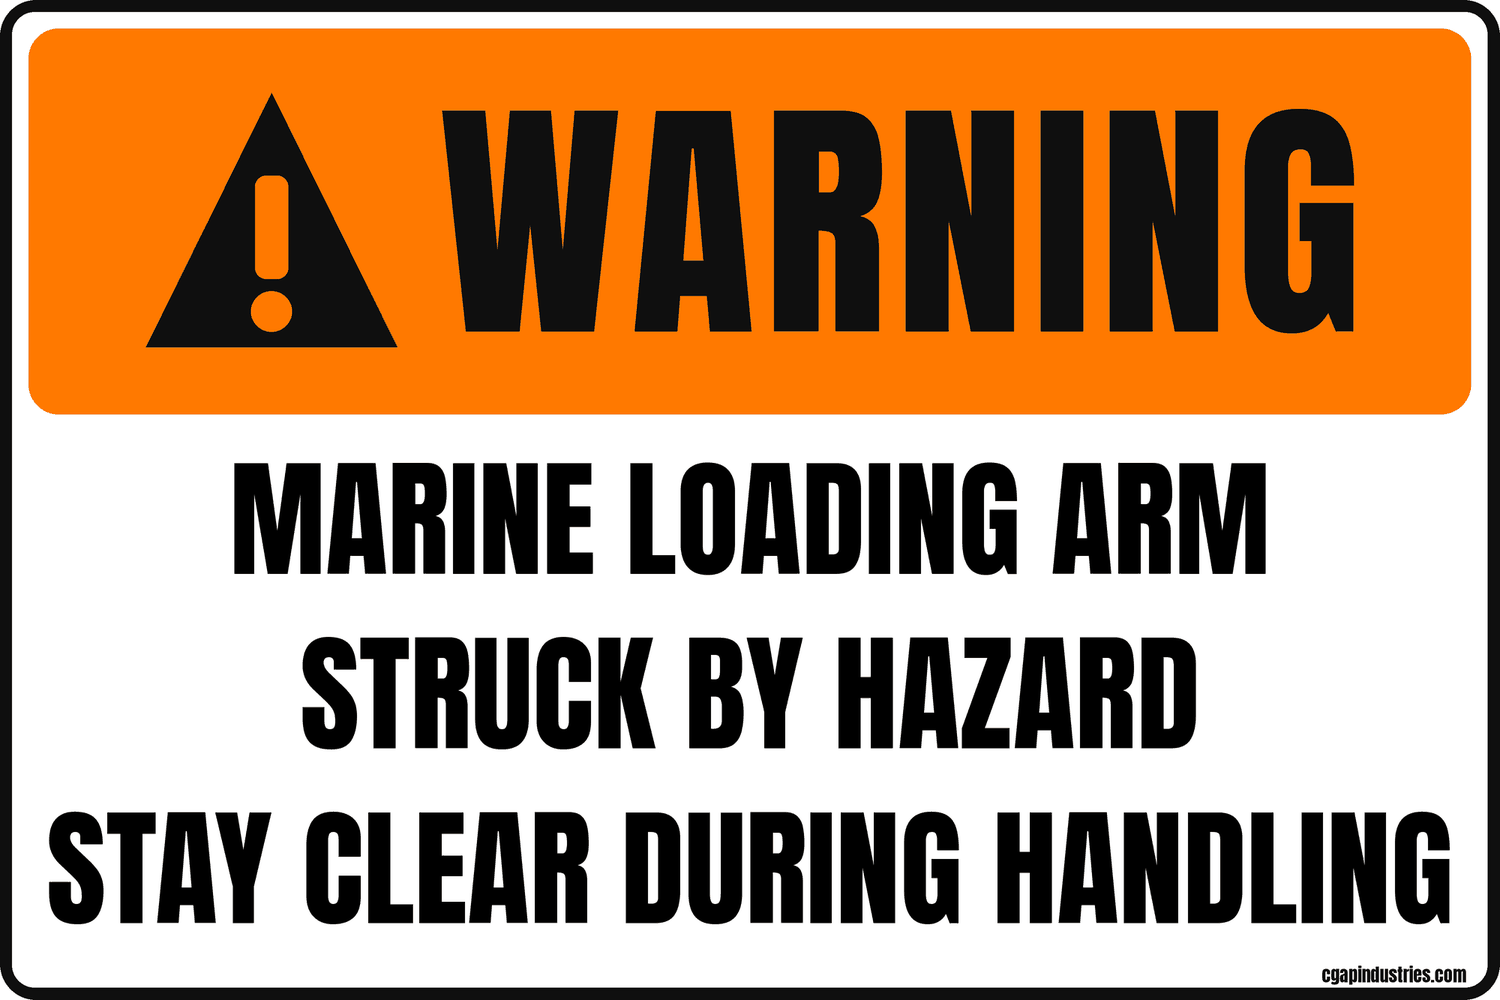 WARNING
MARINE LOADING ARM
STRUCK BY HAZARD
STAY CLEAR DURING HANDLING
cgapindustries.com